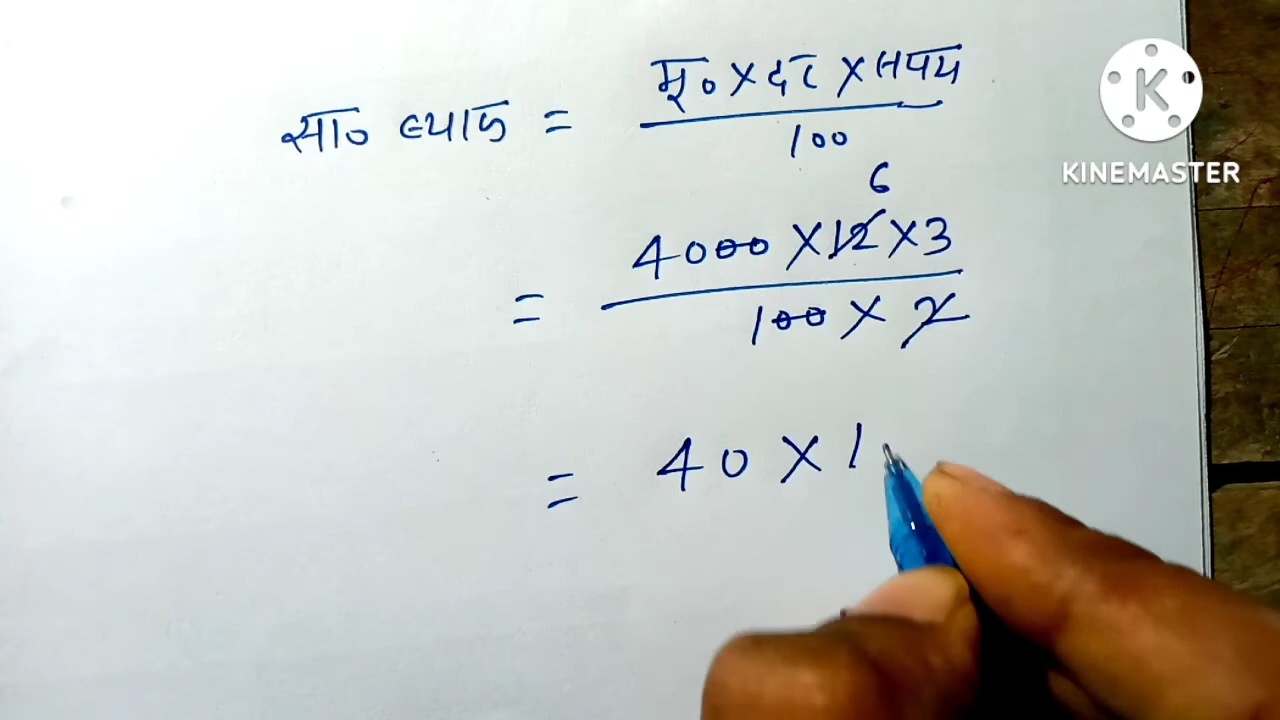 सा० ब्याज = मू० × दर × समय
100
6
= 4000 × 12 × 3
100 × 2
= 40 × 1
K
KINEMASTER